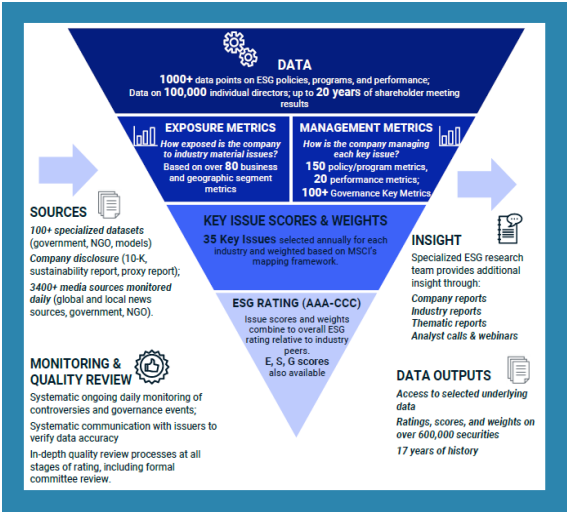 DATA
1000+ data points on ESG policies, programs, and performance;
Data on 100,000 individual directors; up to 20 years of shareholder meeting
results
EXPOSURE METRICS
How exposed is the company
to industry material issues?
Based on over 80 business
and geographic segment
metrics
MANAGEMENT METRICS
How is the company managing
each key issue?
150 policy/program metrics,
20 performance metrics;
100+ Governance Key Metrics
KEY ISSUE SCORES & WEIGHTS
35 Key Issues selected annually for each
industry and weighted based on MSCI's
mapping framework.
ESG RATING (AAA-CCC)
Issue scores and weights
combine to overall ESG
rating relative to industry
peers.
E, S, G scores
also available
SOURCES
100+ specialized datasets
(government, NGO, models)
Company disclosure (10-K,
sustainability report, proxy report);
3400+ media sources monitored
daily (global and local news
sources, government, NGO).
MONITORING &
QUALITY REVIEW
Systematic ongoing daily monitoring of
controversies and governance events;
Systematic communication with issuers to
verify data accuracy
In-depth quality review processes at all
stages of rating, including formal
committee review.
INSIGHT
Specialized ESG research
team provides additional
insight through:
Company reports
Industry reports
Thematic reports
Analyst calls & webinars
DATA OUTPUTS
Access to selected underlying
data
Ratings, scores, and weights on
over 600,000 securities
17 years of history